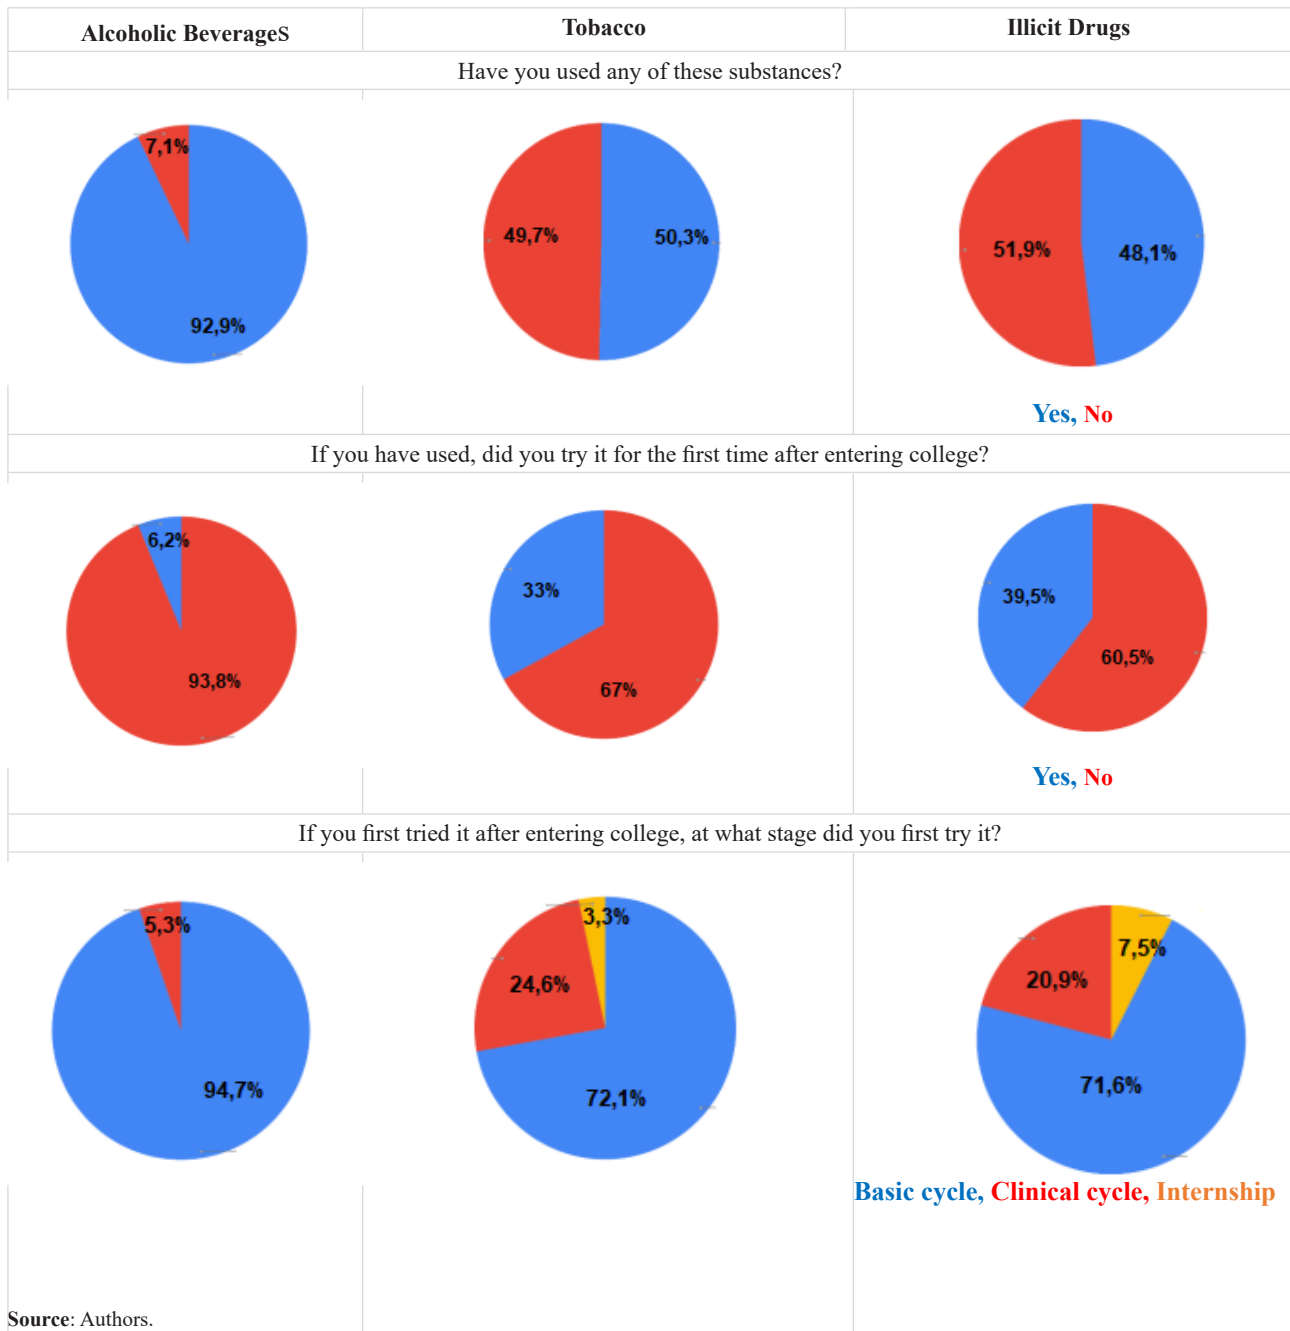 Alcoholic BeverageS
Tobacco
Illicit Drugs
Have you used any of these substances?
7,1%
92,9%
49,7%
50,3%
51,9%
48,1%
Yes, No
If you have used, did you try it for the first time after entering college?
6,2%
93,8%
33%
67%
39,5%
60,5%
Yes, No
If you first tried it after entering college, at what stage did you first try it?
5,3%
94,7%
3,3%
24,6%
72,1%
7,5%
20,9%
71,6%
Basic cycle, Clinical cycle, Internship
Source: Authors.